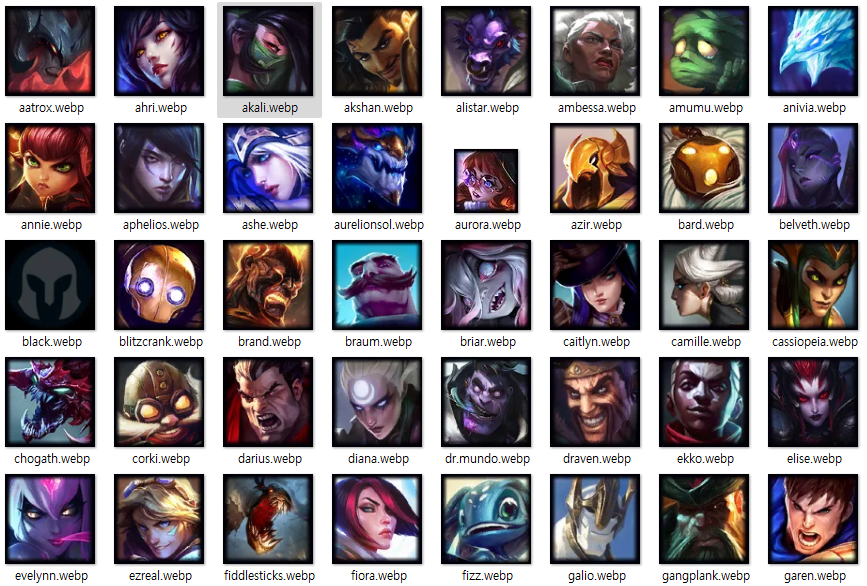 aatrox.webp
ahri.webp
akali.webp
akshan.webp
alistar.webp
ambessa.webp
amumu.webp
anivia.webp
annie.webp
aphelios.webp
ashe.webp
aurelionsol.webp
aurora.webp
azir.webp
bard.webp
belveth.webp
black.webp
blitzcrank.webp
brand.webp
braum.webp
briar.webp
caitlyn.webp
camille.webp
cassiopeia.webp
chogath.webp
corki.webp
darius.webp
diana.webp
dr.mundo.webp
draven.webp
ekko.webp
elise.webp
evelynn.webp
ezreal.webp
fiddlesticks.webp
fiora.webp
fizz.webp
galio.webp
gangplank.webp
garen.webp